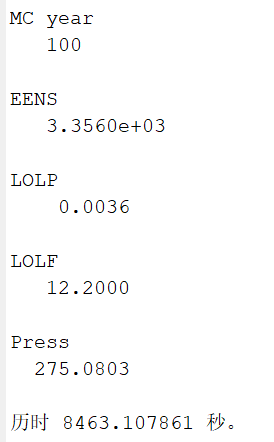 MC year
100
EENS
3.3560e+03
LOLP
0.0036
LOLF
12.2000
Press
275.0803
历时 8463.107861 秒。